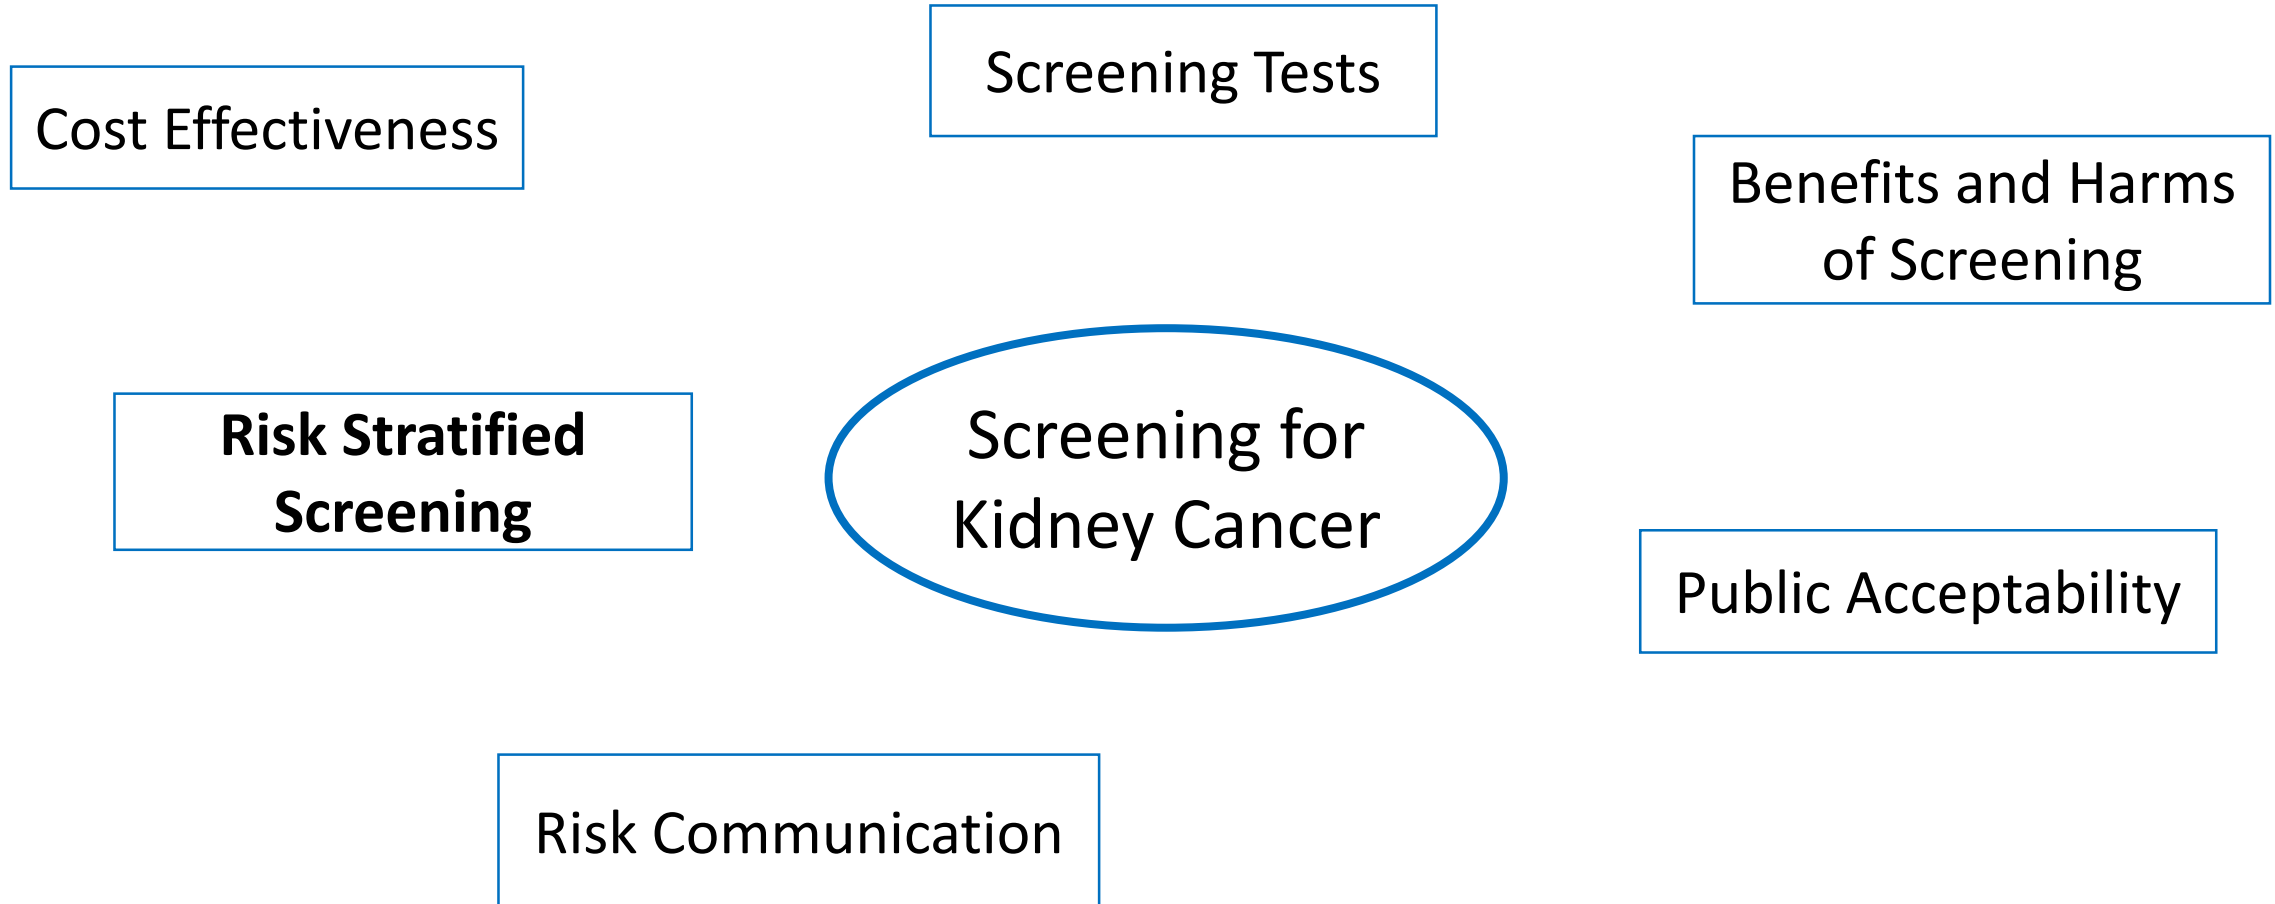 Screening Tests
Cost Effectiveness
Benefits and Harms
of Screening
Risk Stratified
Screening
Screening for
Kidney Cancer
Public Acceptability
Risk Communication